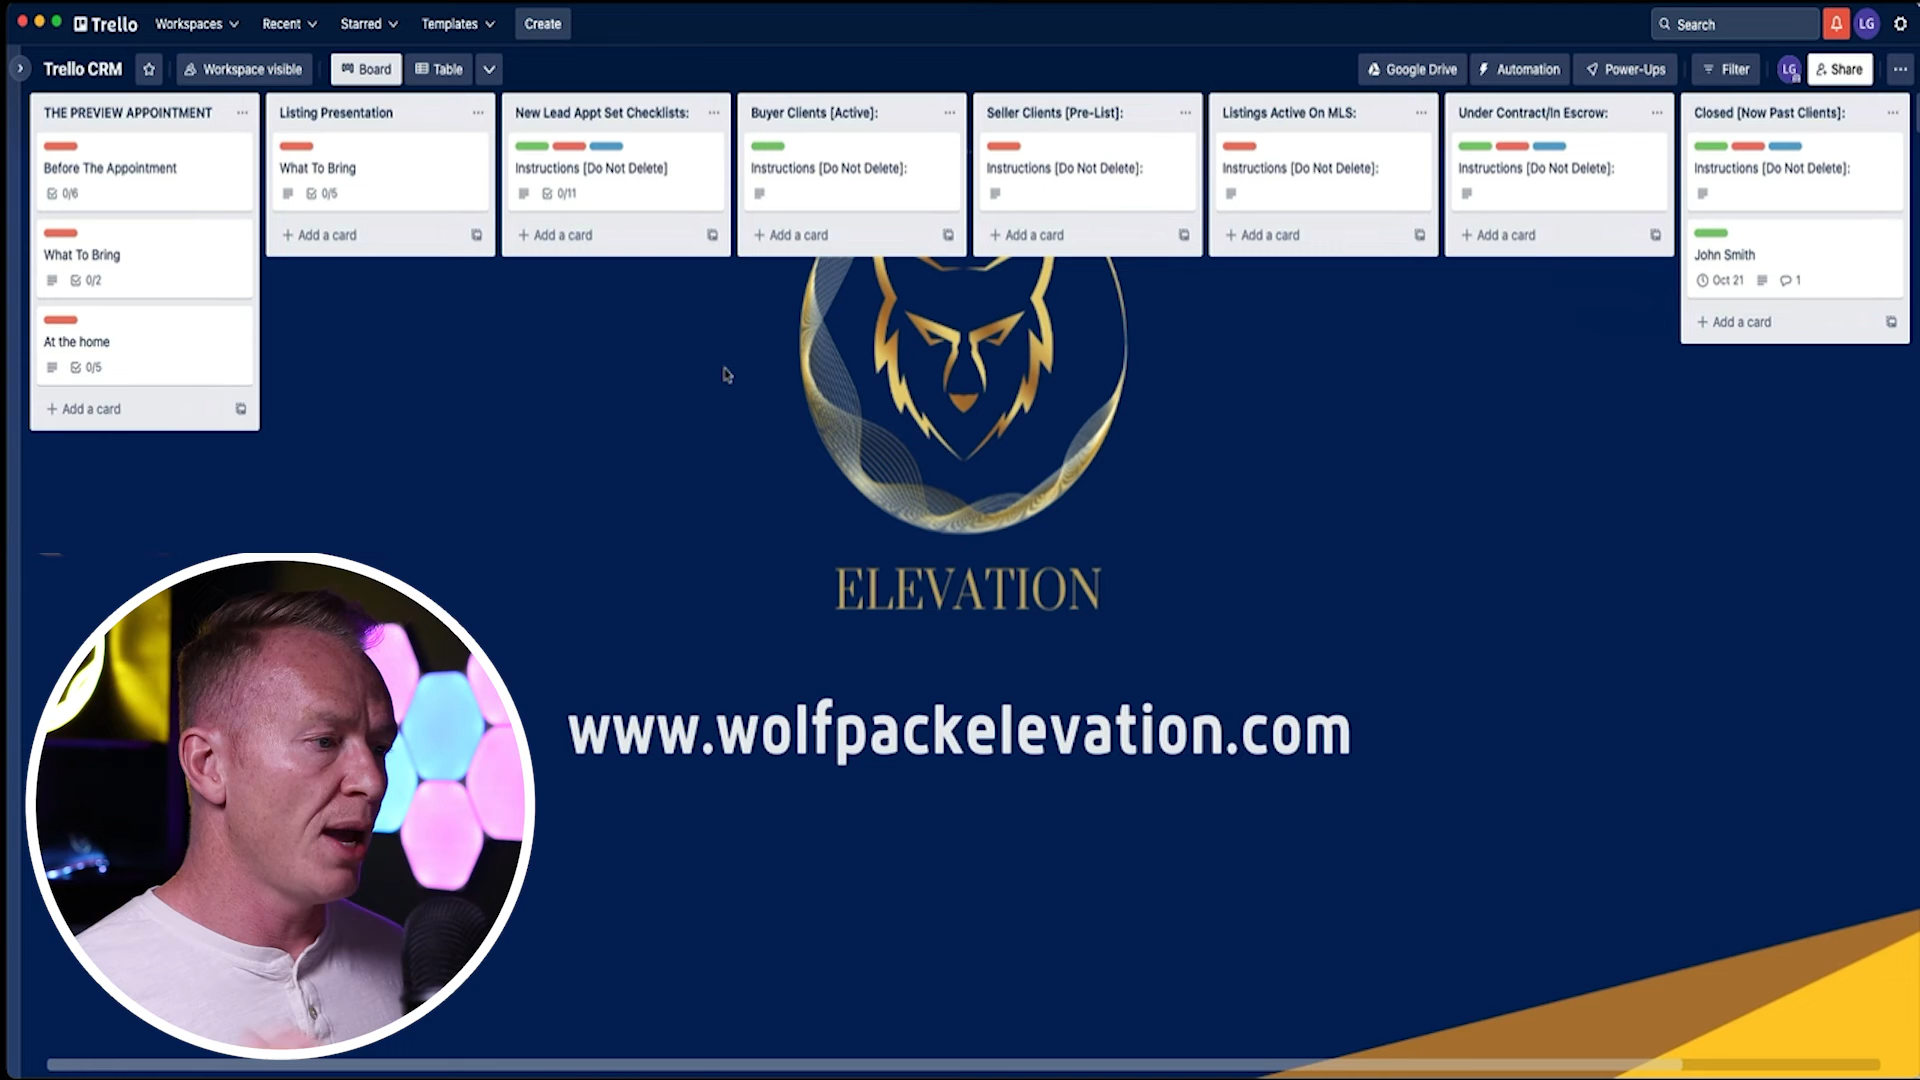 Trello
Workspaces
Recent
Starred
Templates
Create
Search
LG
Trello CRM
Workspace visible
Board
Table
Google Drive
Automation
Power-Ups
Filter
LG
Share
THE PREVIEW APPOINTMENT
Before The Appointment
0/6
What To Bring
0/2
At the home
0/5
+ Add a card
Listing Presentation
What To Bring
0/5
+ Add a card
New Lead Appt Set Checklists:
Instructions [Do Not Delete]
0/11
+ Add a card
Buyer Clients [Active]:
Instructions [Do Not Delete]:
+ Add a card
Seller Clients [Pre-List]:
Instructions [Do Not Delete]:
+ Add a card
Listings Active On MLS:
Instructions [Do Not Delete]:
+ Add a card
Under Contract/In Escrow:
Instructions [Do Not Delete]:
+ Add a card
Closed [Now Past Clients]:
Instructions [Do Not Delete]:
John Smith
Oct 21
1
+ Add a card
ELEVATION
www.wolfpackelevation.com